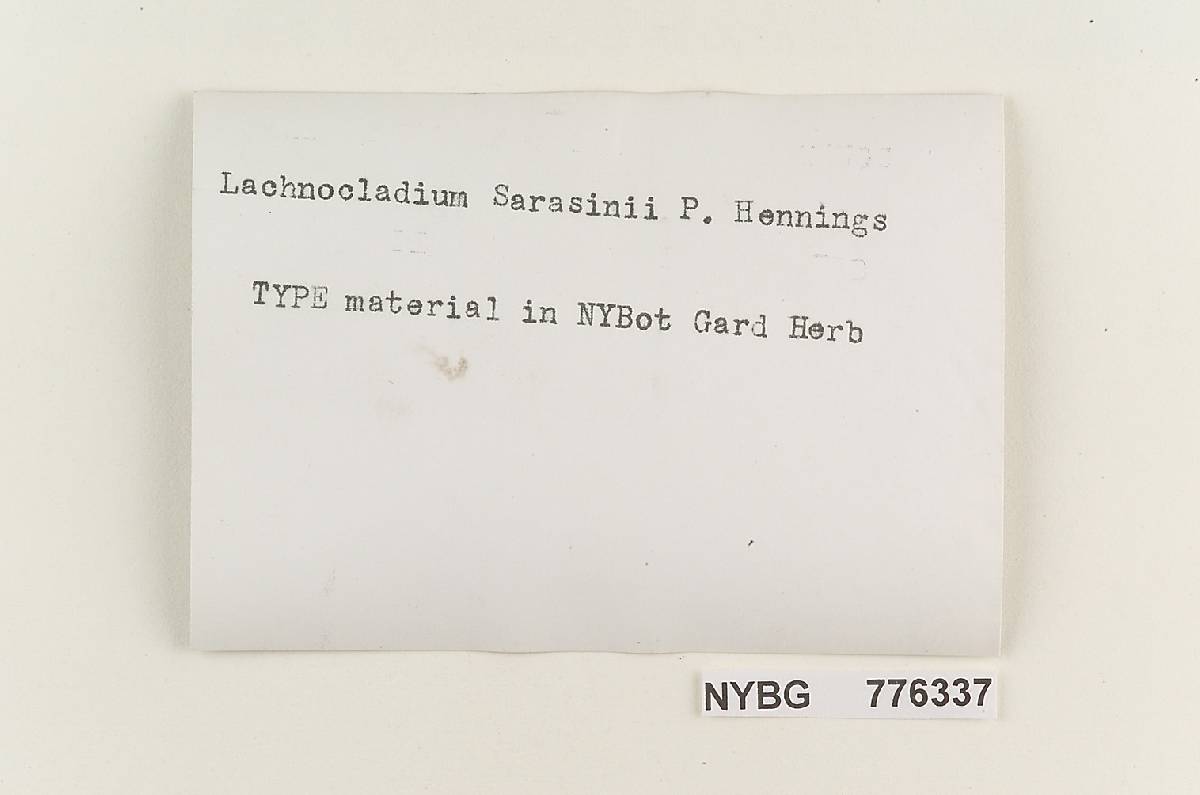 Lachnocladium Sarasinii P. Hennings
TYPE material in NYBot Gard Herb
NYBG 776337